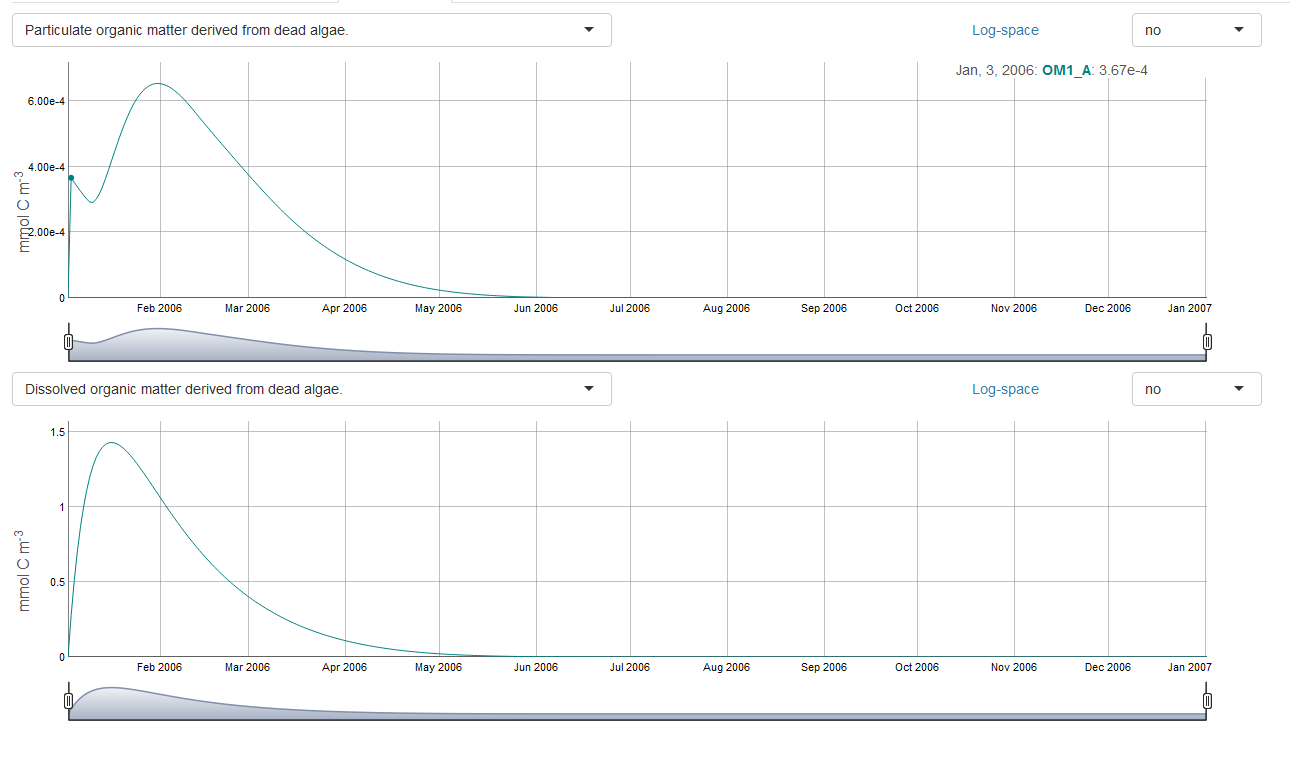 Particulate organic matter derived from dead algae.
Log-space
no
Jan, 3, 2006: OM1_A: 3.67e-4
6.00e-4
4.00e-4
2.00e-4
0
mmol C m-3
Feb 2006 Mar 2006 Apr 2006 May 2006 Jun 2006 Jul 2006 Aug 2006 Sep 2006 Oct 2006 Nov 2006 Dec 2006 Jan 2007
Dissolved organic matter derived from dead algae.
Log-space
no
1.5
1
0.5
0
mmol C m-3
Feb 2006 Mar 2006 Apr 2006 May 2006 Jun 2006 Jul 2006 Aug 2006 Sep 2006 Oct 2006 Nov 2006 Dec 2006 Jan 2007